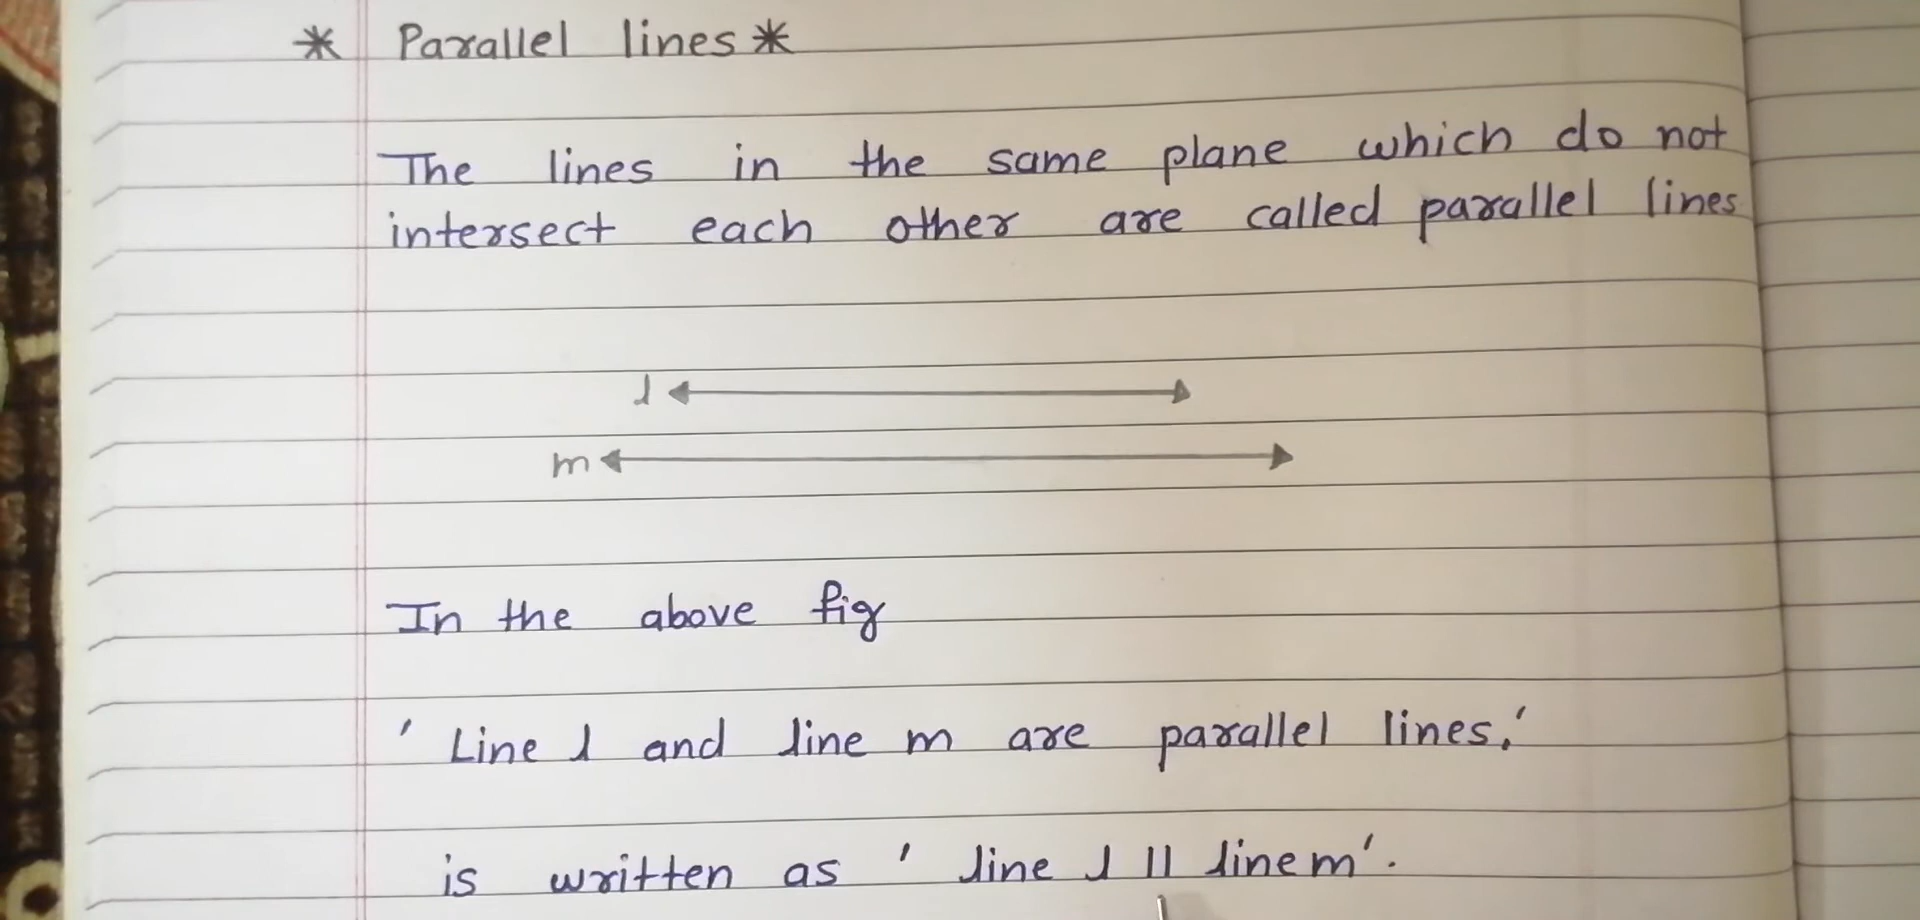 * Parallel lines *
The lines in the same plane which do not
intersect each other are called parallel lines
l
m
In the above fig
' Line l and line m are parallel lines.'
is written as ' line l || line m'.